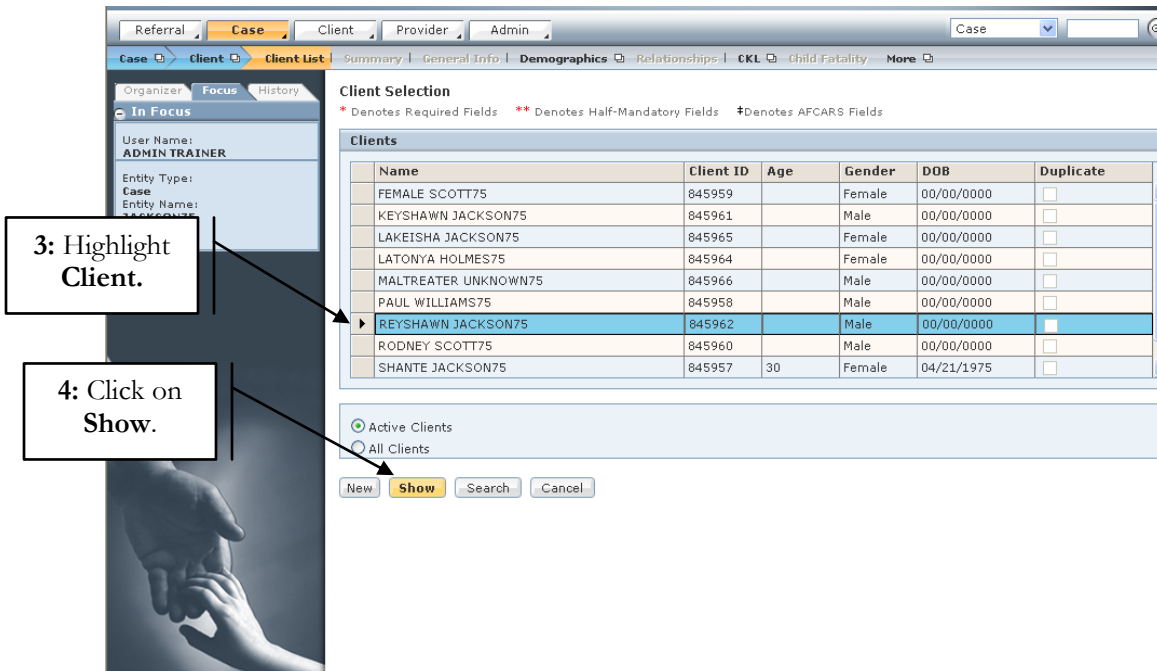 Referral Case Client Provider Admin Case
Case Client Client List Summary | General Info | Demographics Relationships | CKL Child Fatality More
Organizer Focus History
In Focus
User Name:
ADMIN TRAINER
Entity Type:
Case
Entity Name:
JACKSON75
Client Selection
* Denotes Required Fields ** Denotes Half-Mandatory Fields ‡Denotes AFCARS Fields
Clients
Name Client ID Age Gender DOB Duplicate
FEMALE SCOTT75 845959 Female 00/00/0000
KEYSHAWN JACKSON75 845961 Male 00/00/0000
LAKEISHA JACKSON75 845965 Female 00/00/0000
LATONYA HOLMES75 845964 Female 00/00/0000
MALTREATER UNKNOWN75 845966 Male 00/00/0000
PAUL WILLIAMS75 845958 Male 00/00/0000
REYSHAWN JACKSON75 845962 Male 00/00/0000
RODNEY SCOTT75 845960 Male 00/00/0000
SHANTE JACKSON75 845957 30 Female 04/21/1975
3: Highlight
Client.
4: Click on
Show.
Active Clients
All Clients
New Show Search Cancel